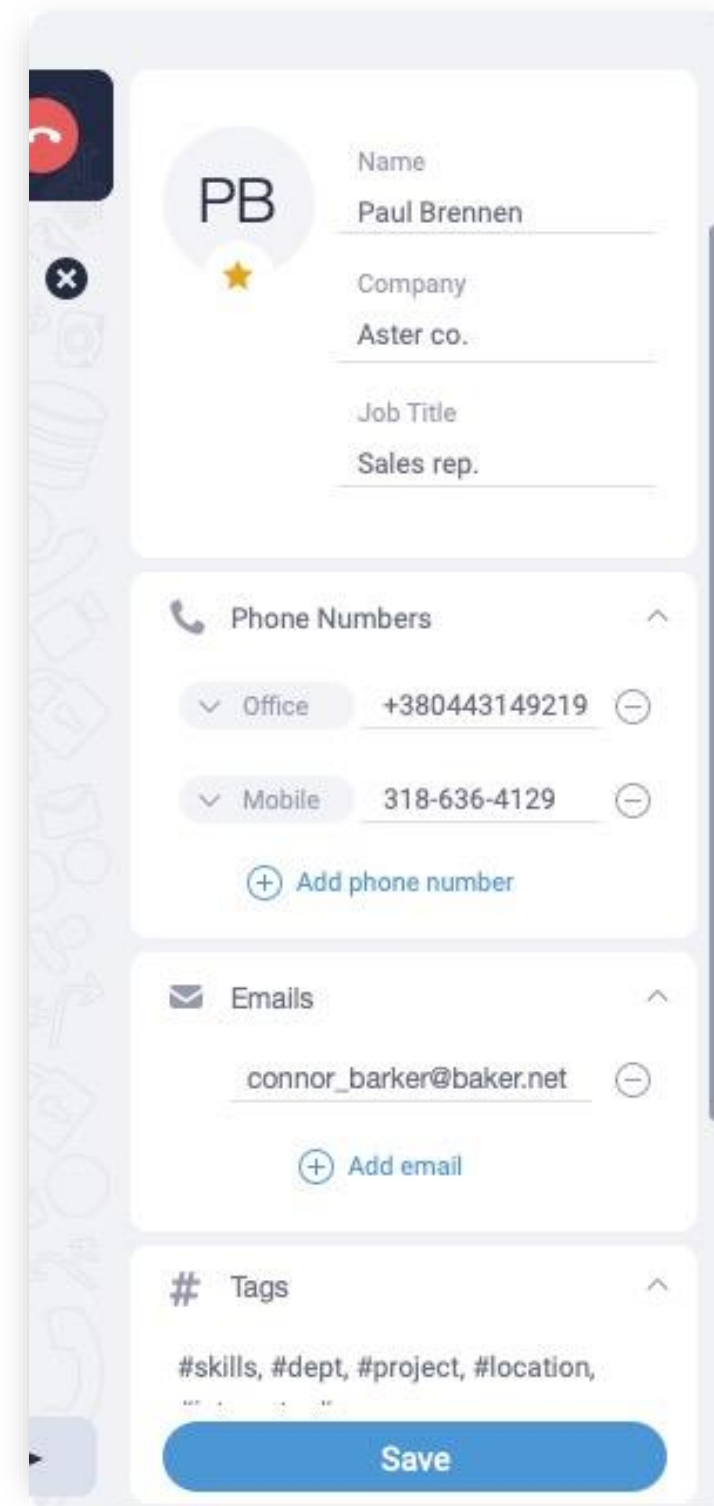 PB
Name
Paul Brennen
Company
Aster co.
Job Title
Sales rep.
Phone Numbers
Office +380443149219
Mobile 318-636-4129
Add phone number
Emails
connor_barker@baker.net
Add email
# Tags
#skills, #dept, #project, #location,
Save